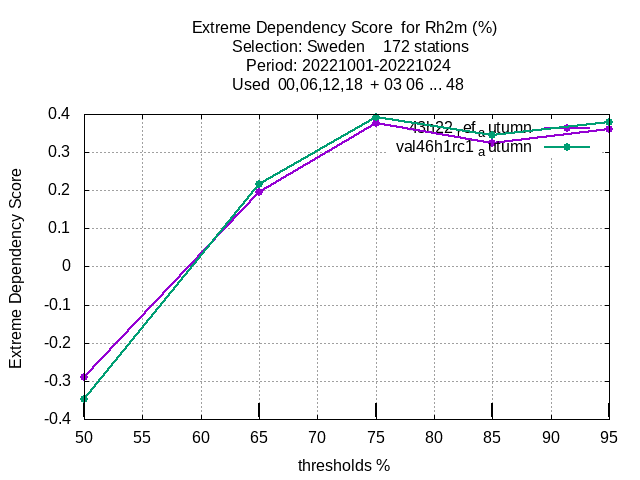 Extreme Dependency Score for Rh2m (%)
Selection: Sweden 172 stations
Period: 20221001-20221024
Used 00,06,12,18 + 03 06 ... 48
43h22ref autumn
val46h1rc1 autumn
Extreme Dependency Score
0.4
0.3
0.2
0.1
0
-0.1
-0.2
-0.3
-0.4
50 55 60 65 70 75 80 85 90 95
thresholds %